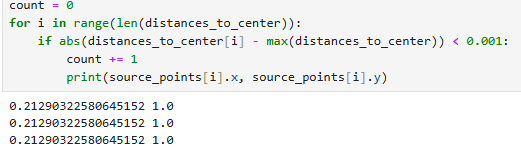 count = 0
for i in range(len(distances_to_center)):
    if abs(distances_to_center[i] - max(distances_to_center)) < 0.001:
        count += 1
        print(source_points[i].x, source_points[i].y)
0.21290322580645152 1.0
0.21290322580645152 1.0
0.21290322580645152 1.0